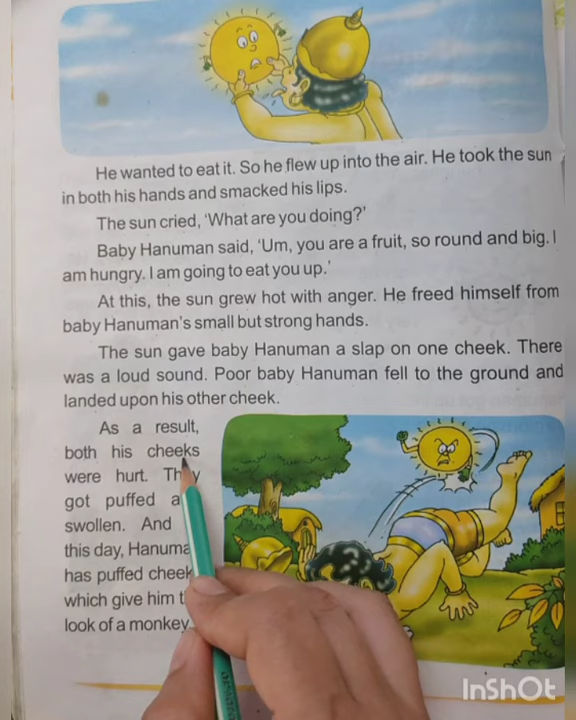 He wanted to eat it. So he flew up into the air. He took the sun
in both his hands and smacked his lips.
The sun cried, ‘What are you doing?’
Baby Hanuman said, ‘Um, you are a fruit, so round and big. I
am hungry. I am going to eat you up.’
At this, the sun grew hot with anger. He freed himself from
baby Hanuman’s small but strong hands.
The sun gave baby Hanuman a slap on one cheek. There
was a loud sound. Poor baby Hanuman fell to the ground and
landed upon his other cheek.
As a result,
both his cheeks
were hurt.
got puffed
swollen. And
this day,
has puffed
which give him
look of a monkey.
InShOt